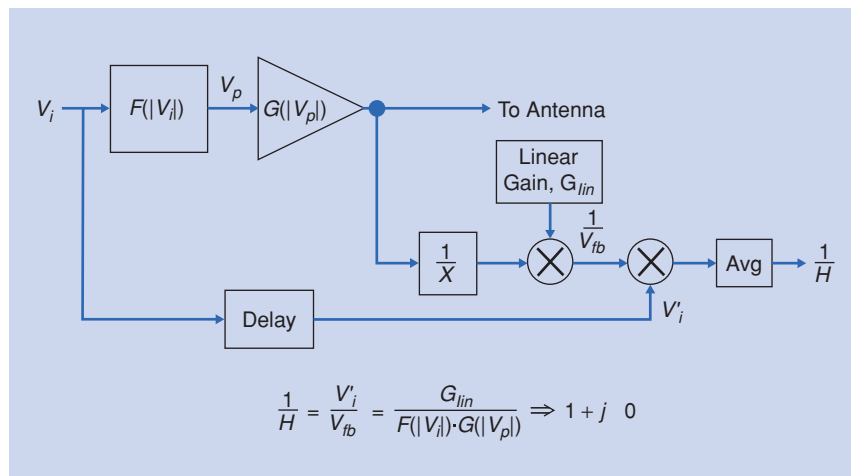 V_i
F(|V_i|)
V_p
G(|V_p|)
To Antenna
Linear
Gain, G_lin
1/X
1/V_fb
V'_i
Avg
1/H
Delay
1/H = V'_i/V_fb = G_lin/(F(|V_i|)·G(|V_p|)) ⇒ 1 + j 0